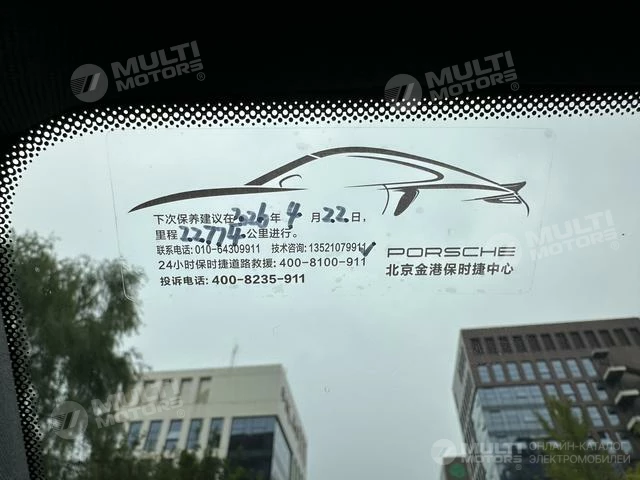 MULTI
MOTORS®
MULTI
MOTORS®
下次保养建议在2026年4月22日,
里程22774公里进行。
联系电话: 010-64309911 技术咨询: 13521079911
24小时保时捷道路救援: 400-8100-911
投诉电话: 400-8235-911
PORSCHE
北京金港保时捷中心
MULTI
MOTORS®
MULTI
MOTORS
MULTI
MOTORS
ОНЛАЙН-КАТАЛОГ
ЭЛЕКТРОМОБИЛЕЙ